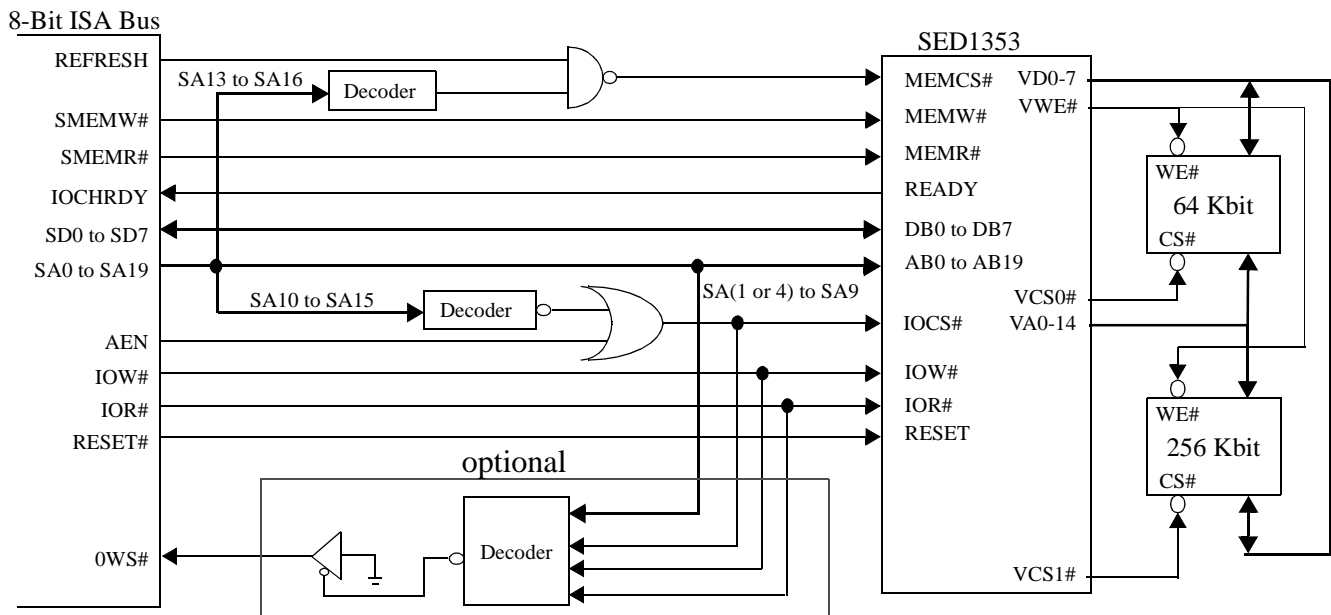 8-Bit ISA Bus
SED1353
REFRESH
SA13 to SA16
Decoder
MEMCS#
VD0-7
SMEMW#
MEMW#
VWE#
SMEMR#
MEMR#
WE#
64 Kbit
CS#
IOCHRDY
READY
SD0 to SD7
DB0 to DB7
SA0 to SA19
AB0 to AB19
SA10 to SA15
Decoder
SA(1 or 4) to SA9
VCS0#
AEN
IOCS#
VA0-14
IOW#
IOW#
IOR#
IOR#
WE#
256 Kbit
CS#
RESET#
RESET
optional
0WS#
Decoder
VCS1#